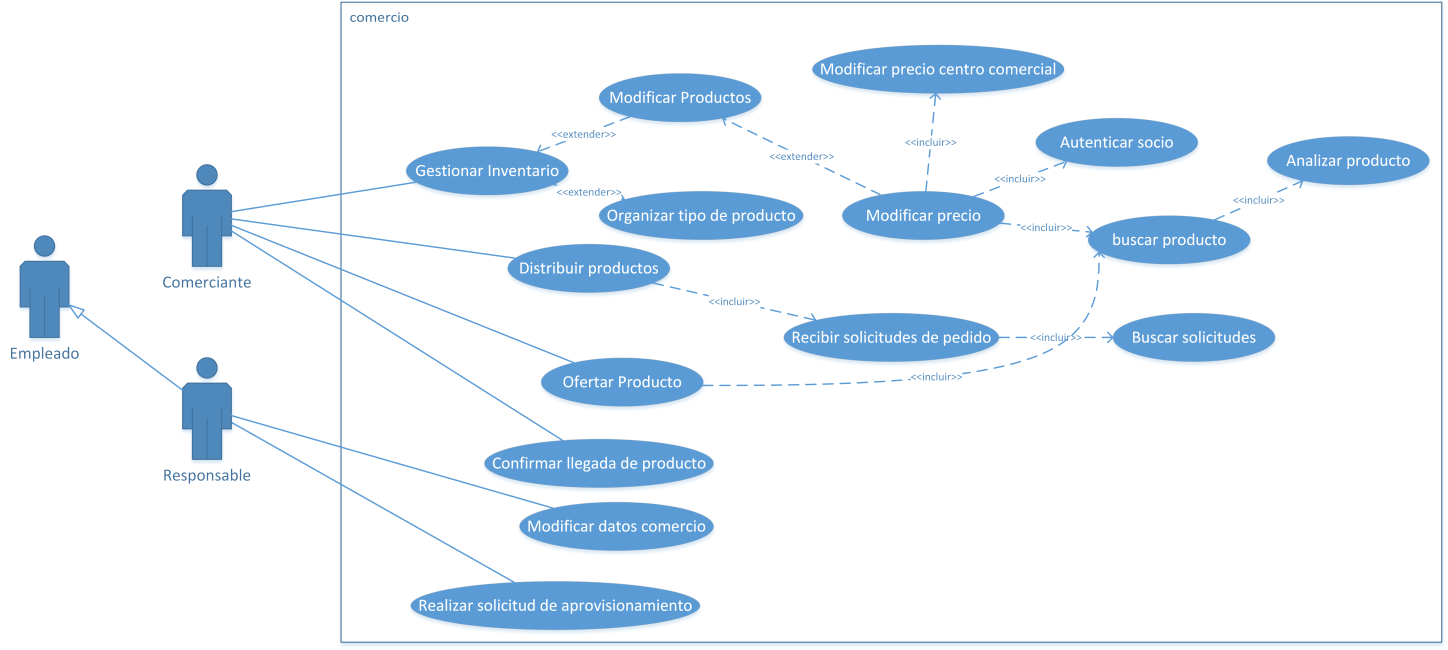 comercio
Modificar precio centro comercial
Modificar Productos
<<extender>>
<<incluir>>
<<extender>>
Autenticar socio
Analizar producto
Gestionar Inventario
<<incluir>>
<<extender>>
<<incluir>>
Organizar tipo de producto
Modificar precio
<<incluir>>
buscar producto
Comerciante
Distribuir productos
<<incluir>>
Recibir solicitudes de pedido
<<incluir>>
Buscar solicitudes
Empleado
Ofertar Producto
<<incluir>>
Responsable
Confirmar llegada de producto
Modificar datos comercio
Realizar solicitud de aprovisionamiento